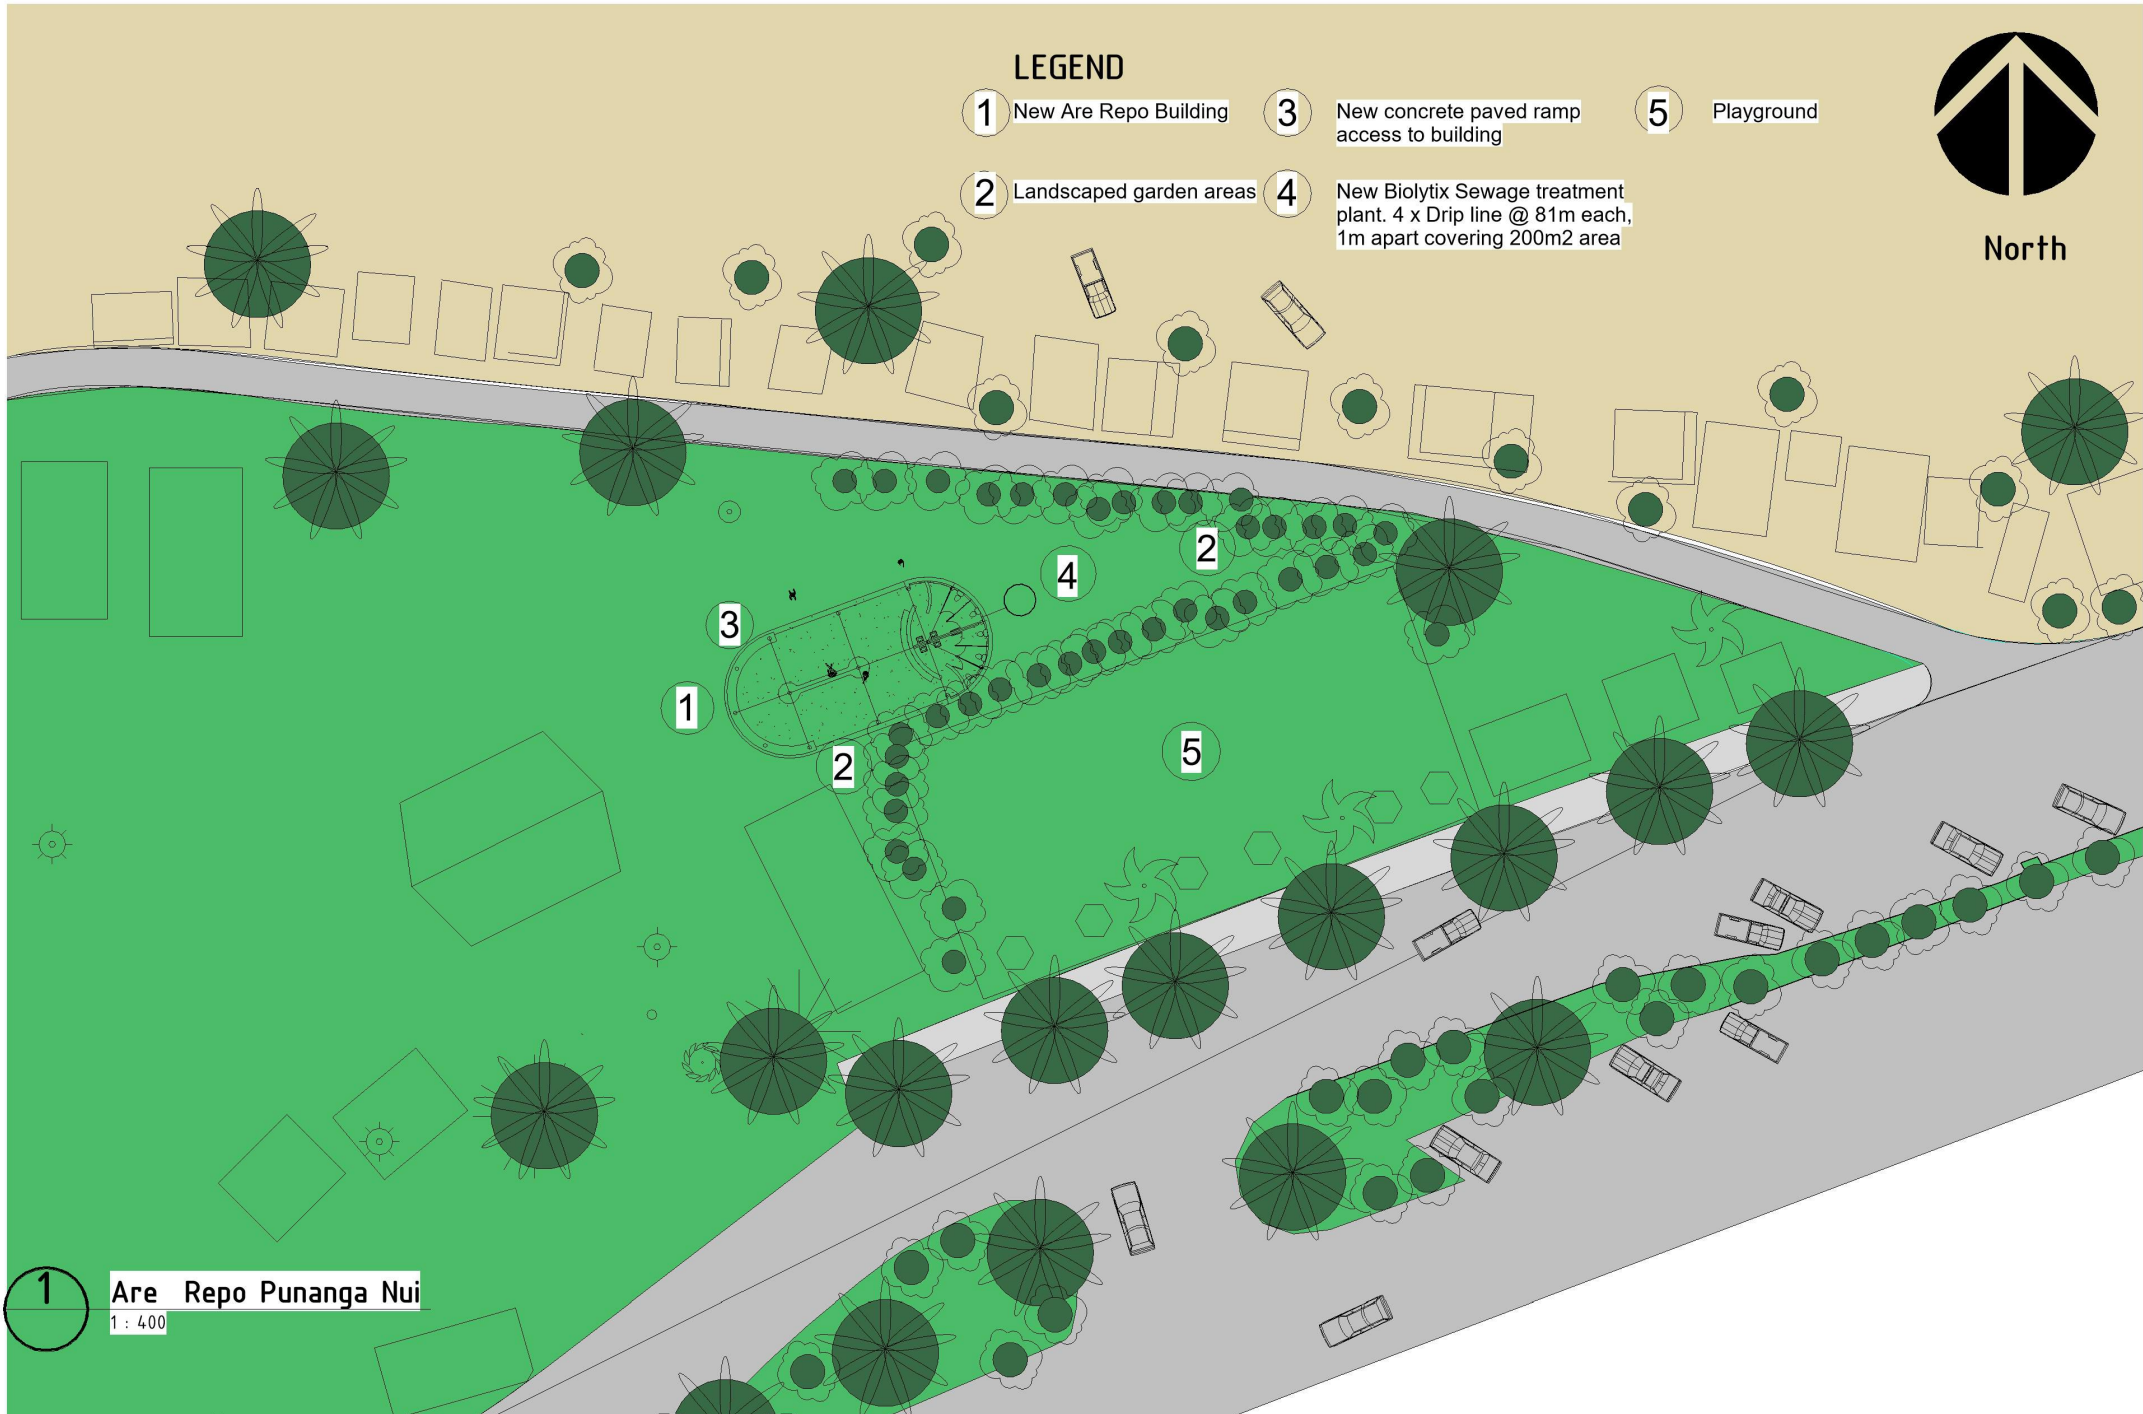 LEGEND
1 New Are Repo Building
3 New concrete paved ramp
access to building
5 Playground
2 Landscaped garden areas
4 New Biolytix Sewage treatment
plant. 4 x Drip line @ 81m each,
1m apart covering 200m2 area
North
2
4
3
1
2
5
1
Are Repo Punanga Nui
1 : 400